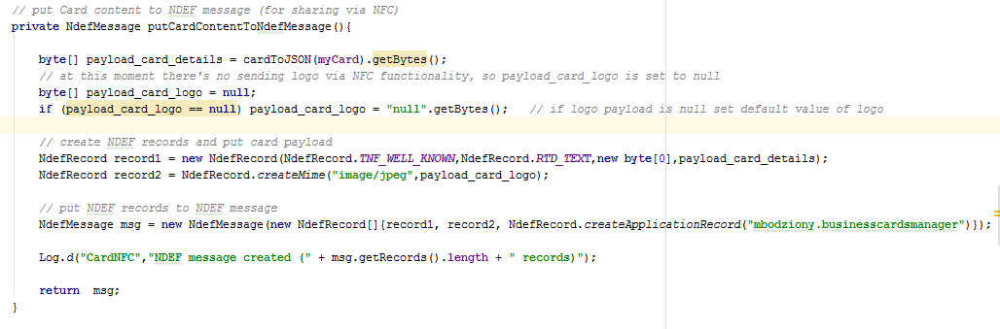 // put Card content to NDEF message (for sharing via NFC)
private NdefMessage putCardContentToNdefMessage(){
byte[] payload_card_details = cardToJSON(myCard).getBytes();
// at this moment there's no sending logo via NFC functionality, so payload_card_logo is set to null
byte[] payload_card_logo = null;
if (payload_card_logo == null) payload_card_logo = "null".getBytes();   // if logo payload is null set default value of logo
// create NDEF records and put card payload
NdefRecord record1 = new NdefRecord(NdefRecord.TNF_WELL_KNOWN,NdefRecord.RTD_TEXT,new byte[0],payload_card_details);
NdefRecord record2 = NdefRecord.createMime("image/jpeg",payload_card_logo);
// put NDEF records to NDEF message
NdefMessage msg = new NdefMessage(new NdefRecord[]{record1, record2, NdefRecord.createApplicationRecord("mbodziony.businesscardsmanager")});
Log.d("CardNFC","NDEF message created (" + msg.getRecords().length + " records)");
return  msg;
}